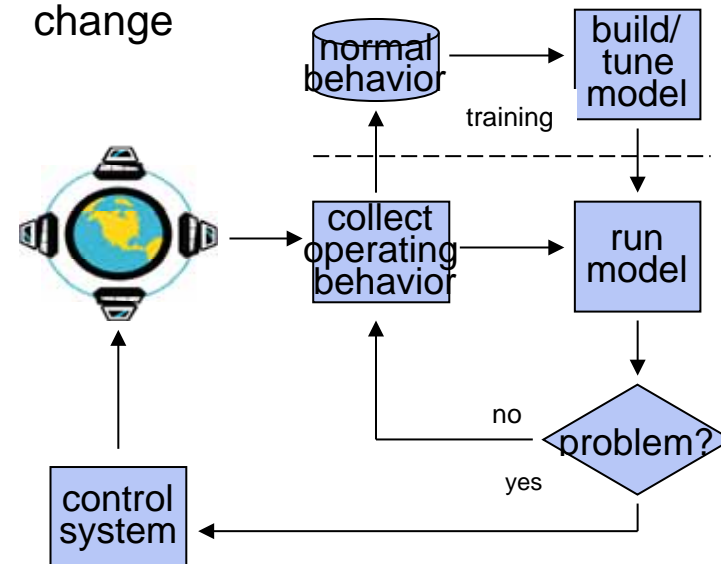 change
normal
behavior
build/
tune
model
training
collect
operating
behavior
run
model
no
problem?
yes
control
system